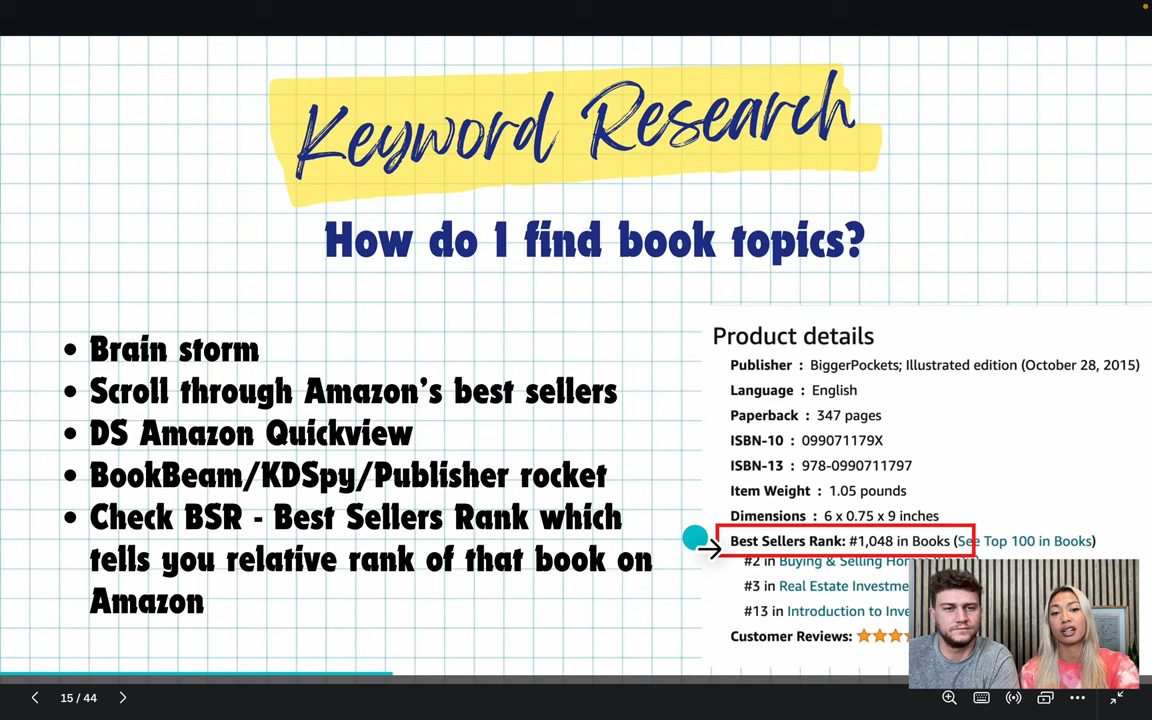 Keyword Research
How do I find book topics?
• Brain storm
• Scroll through Amazon's best sellers
• DS Amazon Quickview
• BookBeam/KDSpy/Publisher rocket
• Check BSR - Best Sellers Rank which
tells you relative rank of that book on
Amazon
Product details
Publisher : BiggerPockets; Illustrated edition (October 28, 2015)
Language : English
Paperback : 347 pages
ISBN-10 : 099071179X
ISBN-13 : 978-0990711797
Item Weight : 1.05 pounds
Dimensions : 6 x 0.75 x 9 inches
Best Sellers Rank: #1,048 in Books (See Top 100 in Books)
#2 in Buying & Selling
#3 in Real Estate
#13 in Introduction to
Customer Reviews:
15 / 44